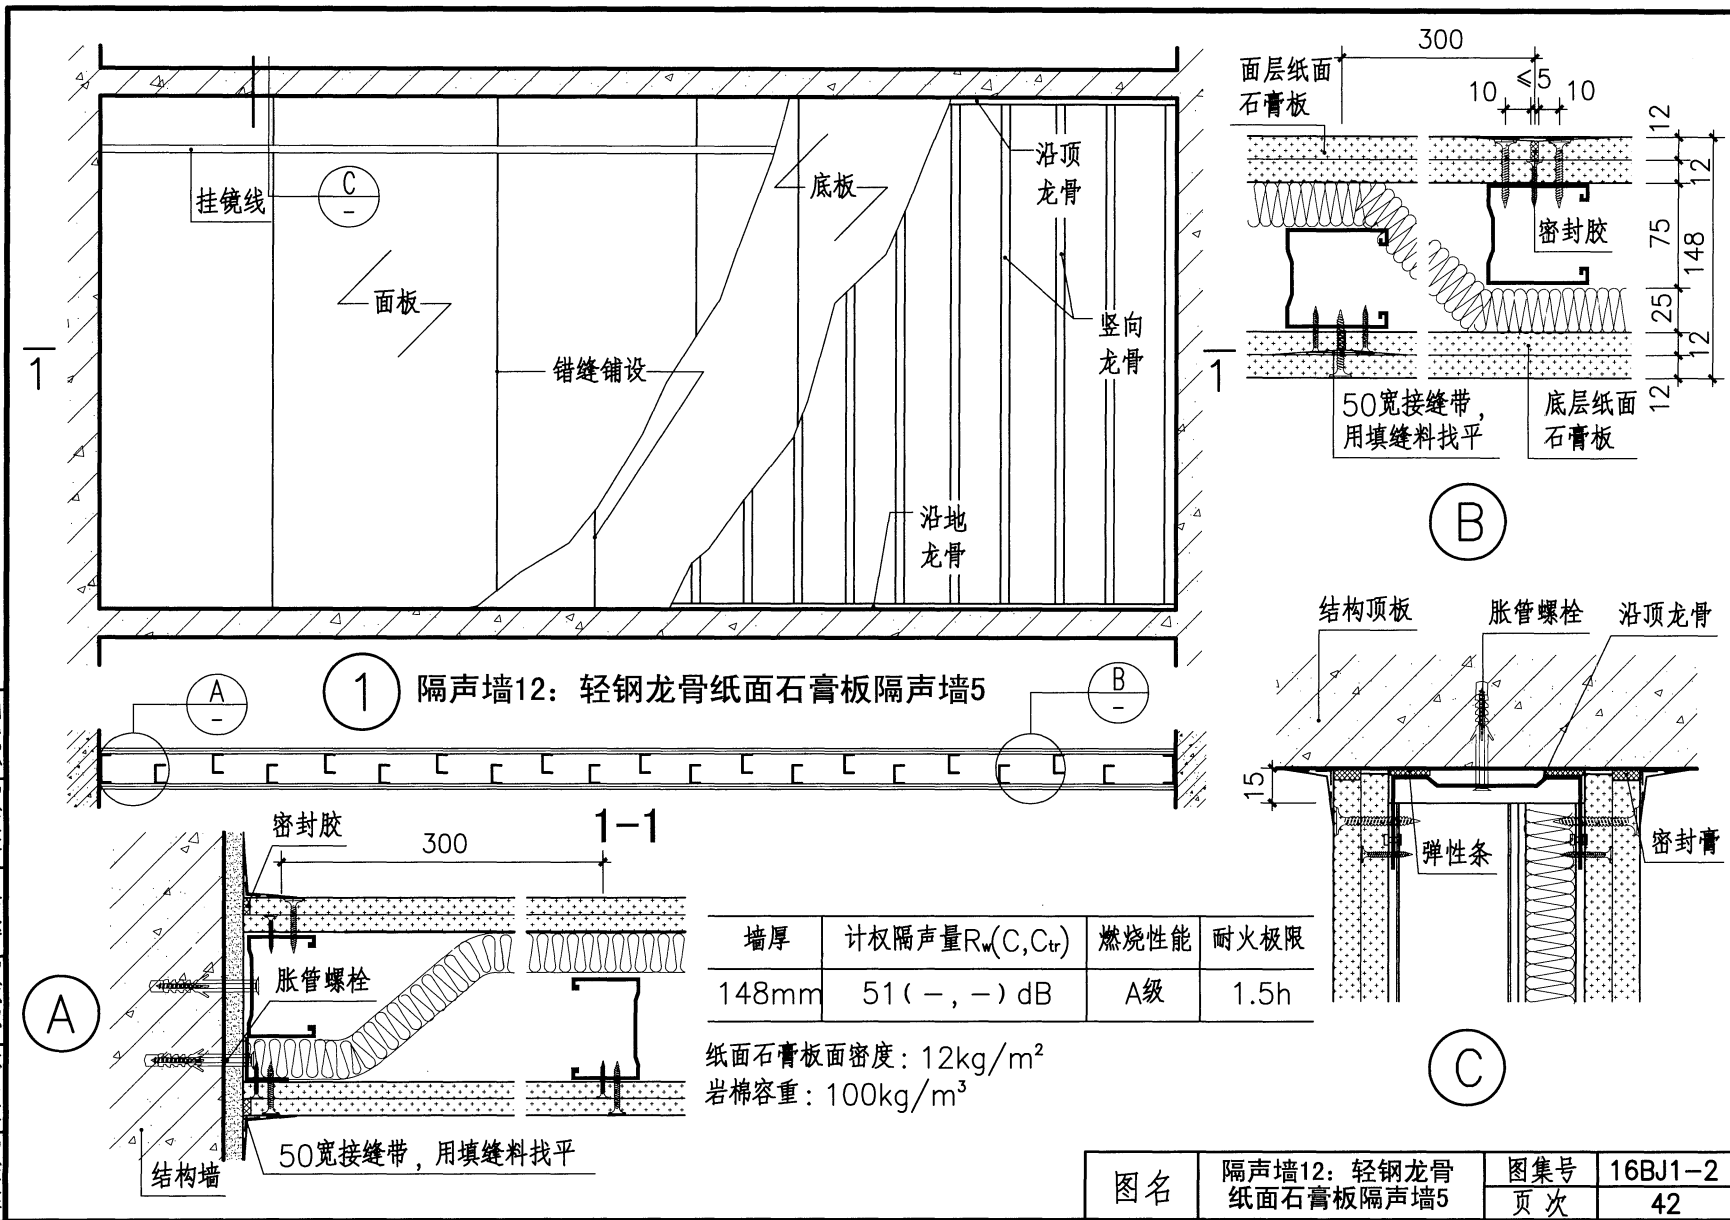 挂镜线
C
-
面板
底板
错缝铺设
沿顶
龙骨
竖向
龙骨
沿地
龙骨
1
1
1 隔声墙12：轻钢龙骨纸面石膏板隔声墙5
A
-
B
-
1-1
300
面层纸面
石膏板
≤5
10
10
12
12
75
148
25
12
12
密封胶
50宽接缝带，
用填缝料找平
底层纸面
石膏板
B
结构顶板
胀管螺栓
沿顶龙骨
15
弹性条
密封膏
C
密封胶
300
胀管螺栓
A
结构墙
50宽接缝带，用填缝料找平
墙厚 计权隔声量Rw(C,Ctr) 燃烧性能 耐火极限
148mm 51(-,-)dB A级 1.5h
纸面石膏板面密度：12kg/m²
岩棉容重：100kg/m³
图名 隔声墙12：轻钢龙骨
纸面石膏板隔声墙5
图集号 16BJ1-2
页次 42